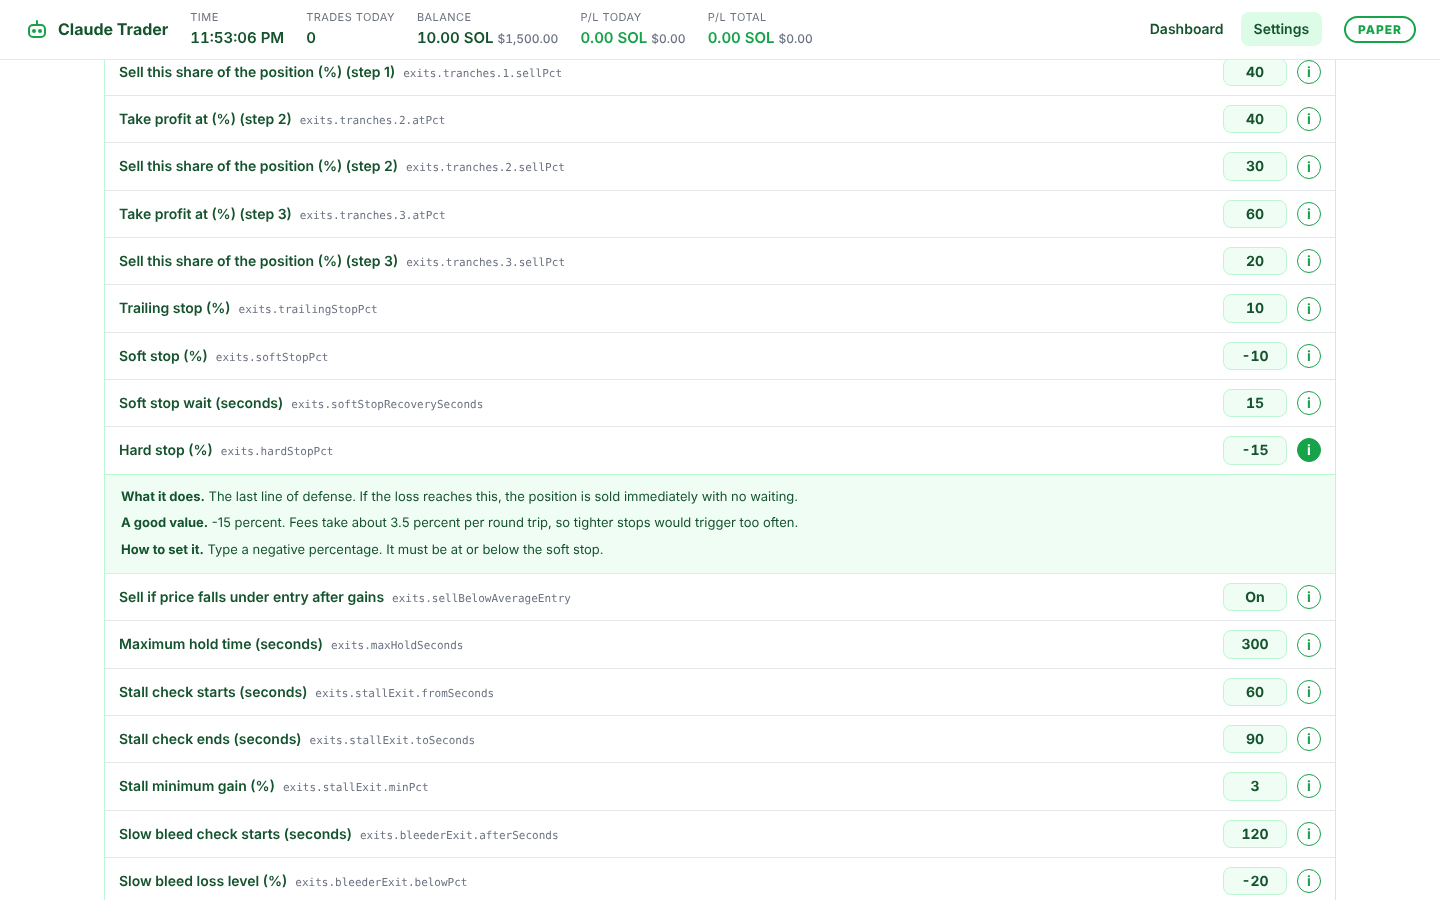 Claude Trader
TIME
11:53:06 PM
TRADES TODAY
0
BALANCE
10.00 SOL $1,500.00
P/L TODAY
0.00 SOL $0.00
P/L TOTAL
0.00 SOL $0.00
Dashboard
Settings
PAPER
Sell this share of the position (%) (step 1) exits.tranches.1.sellPct 40 i
Take profit at (%) (step 2) exits.tranches.2.atPct 40 i
Sell this share of the position (%) (step 2) exits.tranches.2.sellPct 30 i
Take profit at (%) (step 3) exits.tranches.3.atPct 60 i
Sell this share of the position (%) (step 3) exits.tranches.3.sellPct 20 i
Trailing stop (%) exits.trailingStopPct 10 i
Soft stop (%) exits.softStopPct -10 i
Soft stop wait (seconds) exits.softStopRecoverySeconds 15 i
Hard stop (%) exits.hardStopPct -15 i
What it does. The last line of defense. If the loss reaches this, the position is sold immediately with no waiting.
A good value. -15 percent. Fees take about 3.5 percent per round trip, so tighter stops would trigger too often.
How to set it. Type a negative percentage. It must be at or below the soft stop.
Sell if price falls under entry after gains exits.sellBelowAverageEntry On i
Maximum hold time (seconds) exits.maxHoldSeconds 300 i
Stall check starts (seconds) exits.stallExit.fromSeconds 60 i
Stall check ends (seconds) exits.stallExit.toSeconds 90 i
Stall minimum gain (%) exits.stallExit.minPct 3 i
Slow bleed check starts (seconds) exits.bleederExit.afterSeconds 120 i
Slow bleed loss level (%) exits.bleederExit.belowPct -20 i